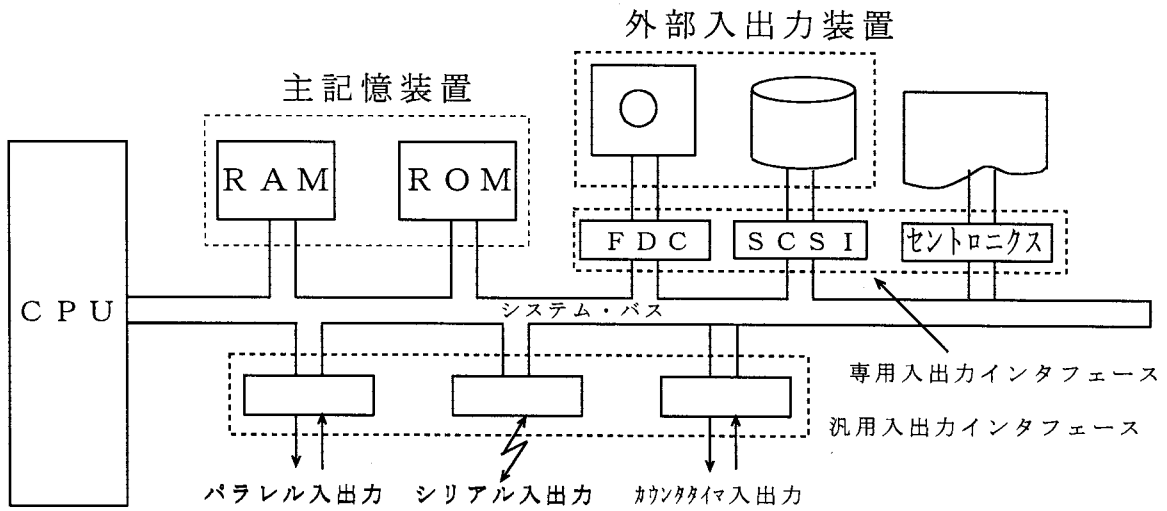 外部入出力装置
主記憶装置
RAM
ROM
FDC
SCSI
セントロニクス
CPU
システム・バス
専用入出力インタフェース
汎用入出力インタフェース
パラレル入出力
シリアル入出力
カウンタタイマ入出力